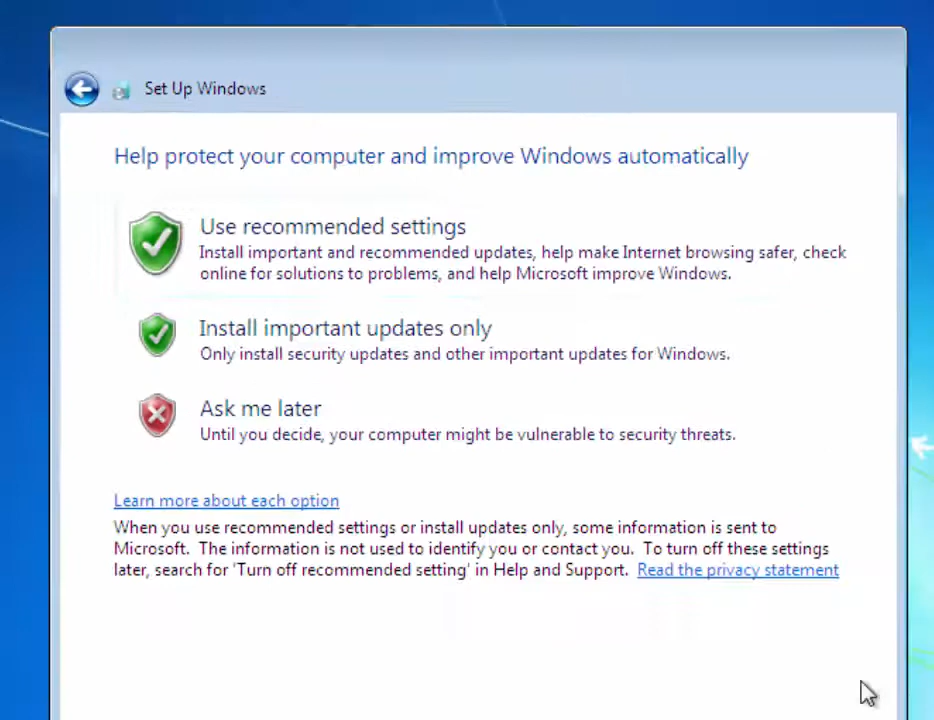 Set Up Windows
Help protect your computer and improve Windows automatically
Use recommended settings
Install important and recommended updates, help make Internet browsing safer, check
online for solutions to problems, and help Microsoft improve Windows.
Install important updates only
Only install security updates and other important updates for Windows.
Ask me later
Until you decide, your computer might be vulnerable to security threats.
Learn more about each option
When you use recommended settings or install updates only, some information is sent to
Microsoft. The information is not used to identify you or contact you. To turn off these settings
later, search for 'Turn off recommended setting' in Help and Support. Read the privacy statement